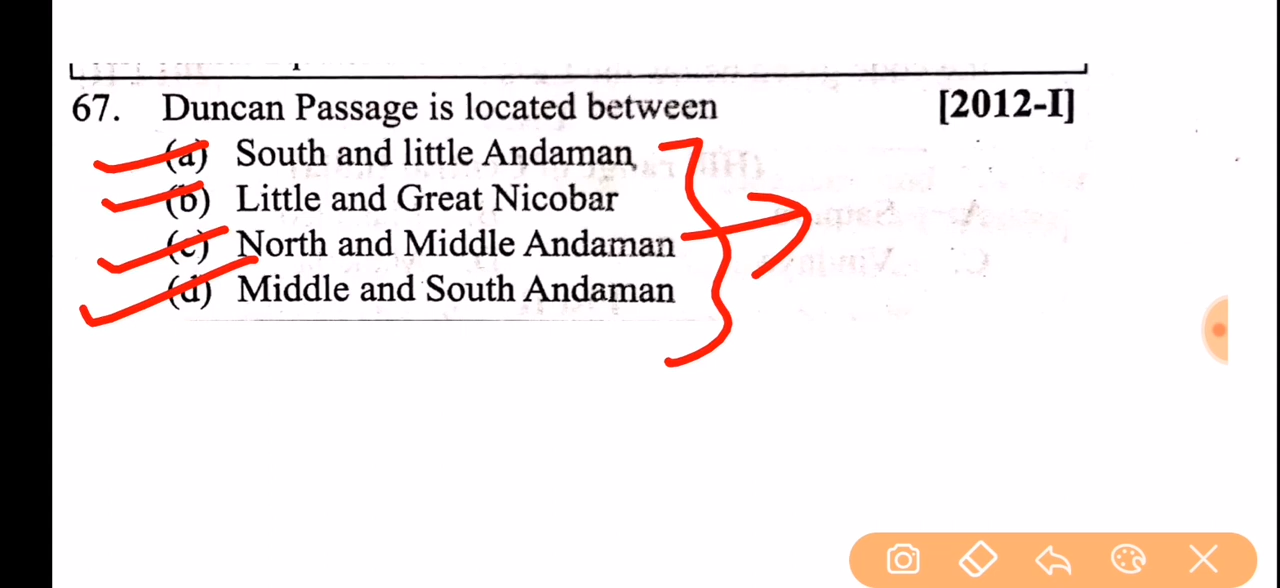 67. Duncan Passage is located between [2012-I]
(a) South and little Andaman
(b) Little and Great Nicobar
(c) North and Middle Andaman
(d) Middle and South Andaman